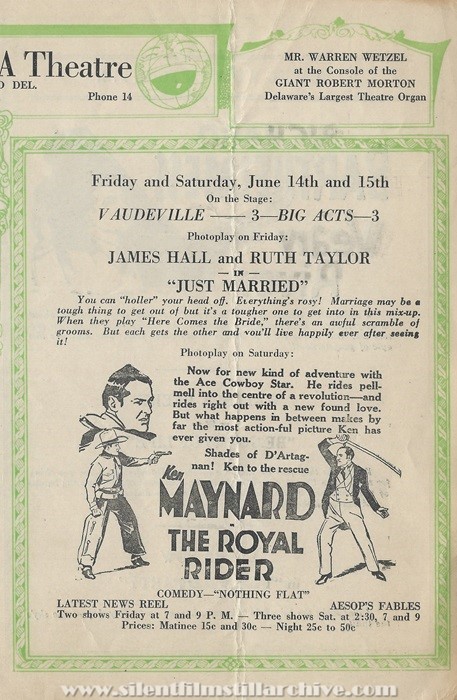 A Theatre
DEL.
Phone 14
MR. WARREN WETZEL
at the Console of the
GIANT ROBERT MORTON
Delaware's Largest Theatre Organ
Friday and Saturday, June 14th and 15th
On the Stage:
VAUDEVILLE —— 3—BIG ACTS—3
Photoplay on Friday:
JAMES HALL and RUTH TAYLOR
— IN —
"JUST MARRIED"
You can "holler" your head off. Everything's rosy! Marriage may be a
tough thing to get out of but it's a tougher one to get into in this mix-up.
When they play "Here Comes the Bride," there's an awful scramble of
grooms. But each gets the other and you'll live happily ever after seeing
it!
Photoplay on Saturday:
Now for new kind of adventure with
the Ace Cowboy Star. He rides pell-
mell into the centre of a revolution—and
rides right out with a new found love.
But what happens in between makes by
far the most action-ful picture Ken has
ever given you.
Shades of D'Artag-
nan! Ken to the rescue
Ken
MAYNARD
THE ROYAL
RIDER
COMEDY—"NOTHING FLAT"
LATEST NEWS REEL AESOP'S FABLES
Two shows Friday at 7 and 9 P. M. — Three shows Sat. at 2:30, 7 and 9
Prices: Matinee 15c and 30c — Night 25c to 50c
www.silentfilmstillarchive.com